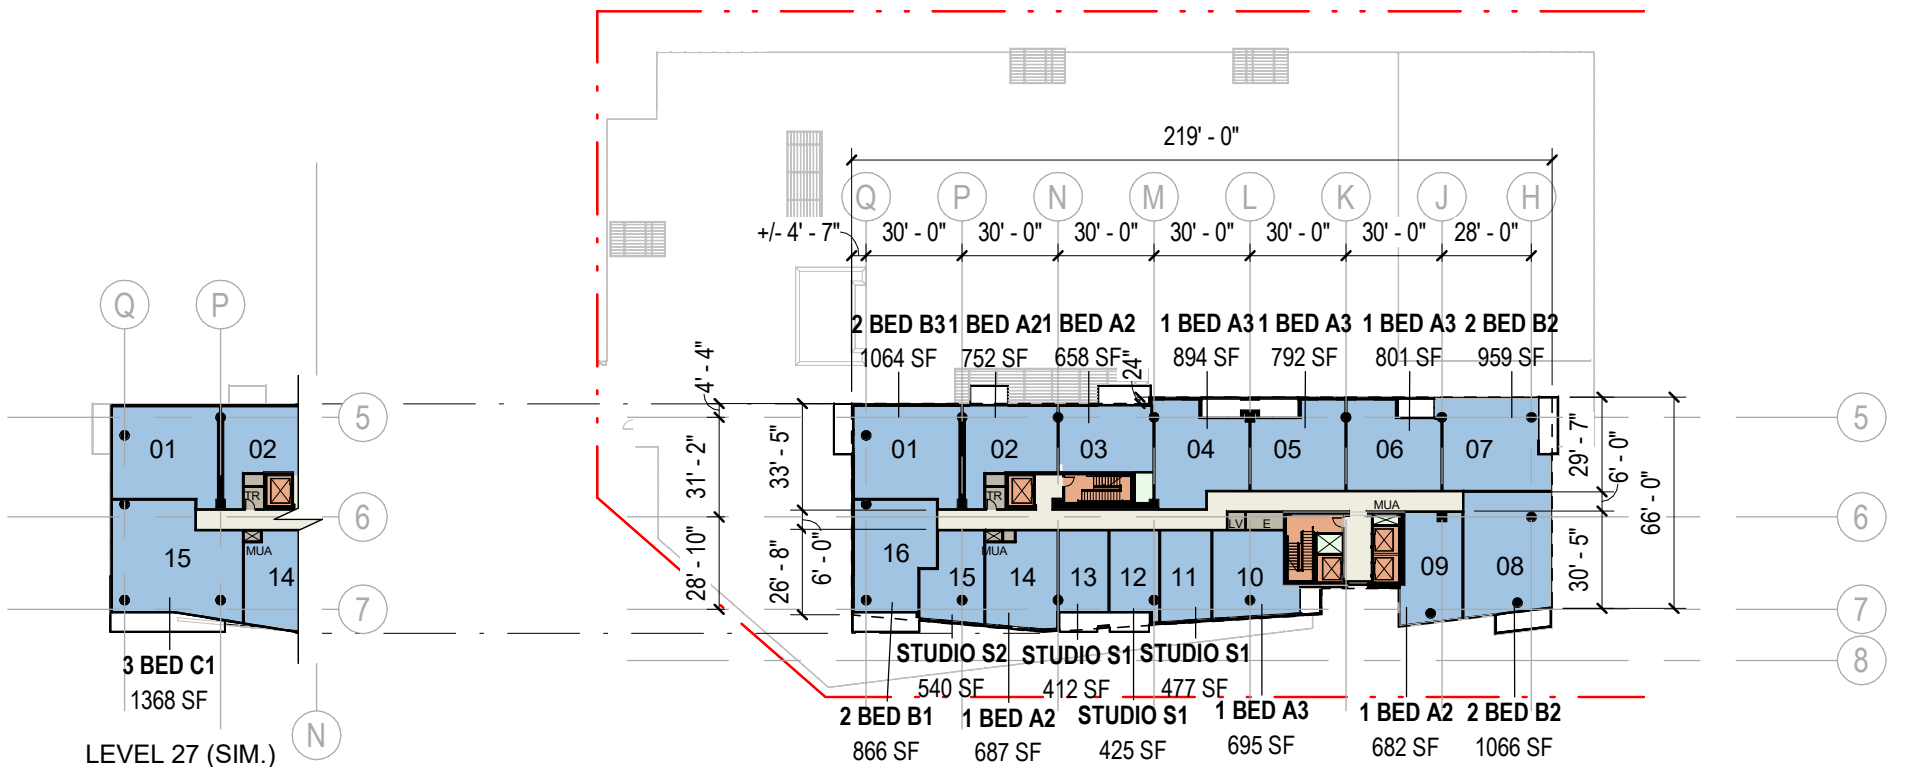 219' - 0"
Q P N M L K J H
+/- 4' - 7" 30' - 0" 30' - 0" 30' - 0" 30' - 0" 30' - 0" 30' - 0" 28' - 0"
Q P
2 BED B3 1 BED A2 1 BED A2 1 BED A3 1 BED A3 1 BED A3 2 BED B2
1064 SF 752 SF 658 SF 894 SF 792 SF 801 SF 959 SF
4' - 4"
24"
5 5
01 02 01 02 03 04 05 06 07
31' - 2"
33' - 5"
29' - 7"
6' - 0"
66' - 0"
TR TR
MUA
6 LV E 6
MUA MUA
15 14 16 15 14 13 12 11 10 09 08
28' - 10"
26' - 8"
6' - 0"
30' - 5"
7 7
STUDIO S2 STUDIO S1 STUDIO S1
540 SF 412 SF 477 SF
8
3 BED C1
1368 SF
2 BED B1 1 BED A2 STUDIO S1 1 BED A3 1 BED A2 2 BED B2
866 SF 687 SF 425 SF 695 SF 682 SF 1066 SF
N
LEVEL 27 (SIM.)